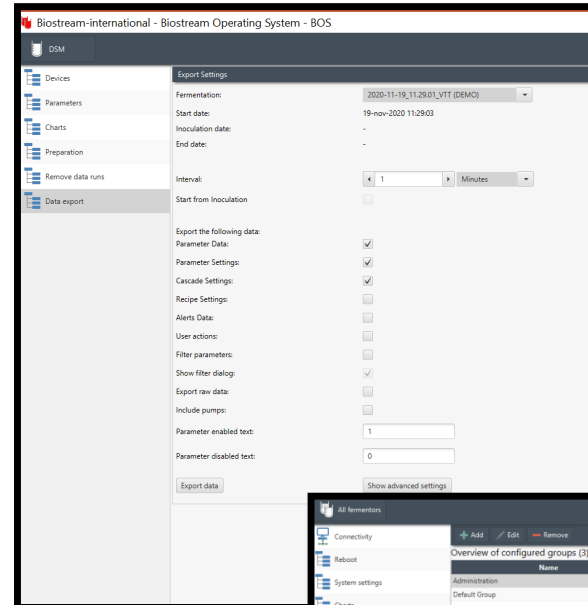 Biostream-international - Biostream Operating System - BOS
DSM
Devices
Parameters
Charts
Preparation
Remove data runs
Data export
Export Settings
Fermentation: 2020-11-19_11.29.01_VTT (DEMO)
Start date: 19-nov-2020 11:29:03
Inoculation date: -
End date: -
Interval: 1 Minutes
Start from Inoculation
Export the following data:
Parameter Data:
Parameter Settings:
Cascade Settings:
Recipe Settings:
Alerts Data:
User actions:
Filter parameters:
Show filter dialog:
Export raw data:
Include pumps:
Parameter enabled text: 1
Parameter disabled text: 0
Export data Show advanced settings
All fermentors
Connectivity
Reboot
System settings
Charts
Add Edit Remove
Overview of configured groups (3)
Name
Administration
Default Group